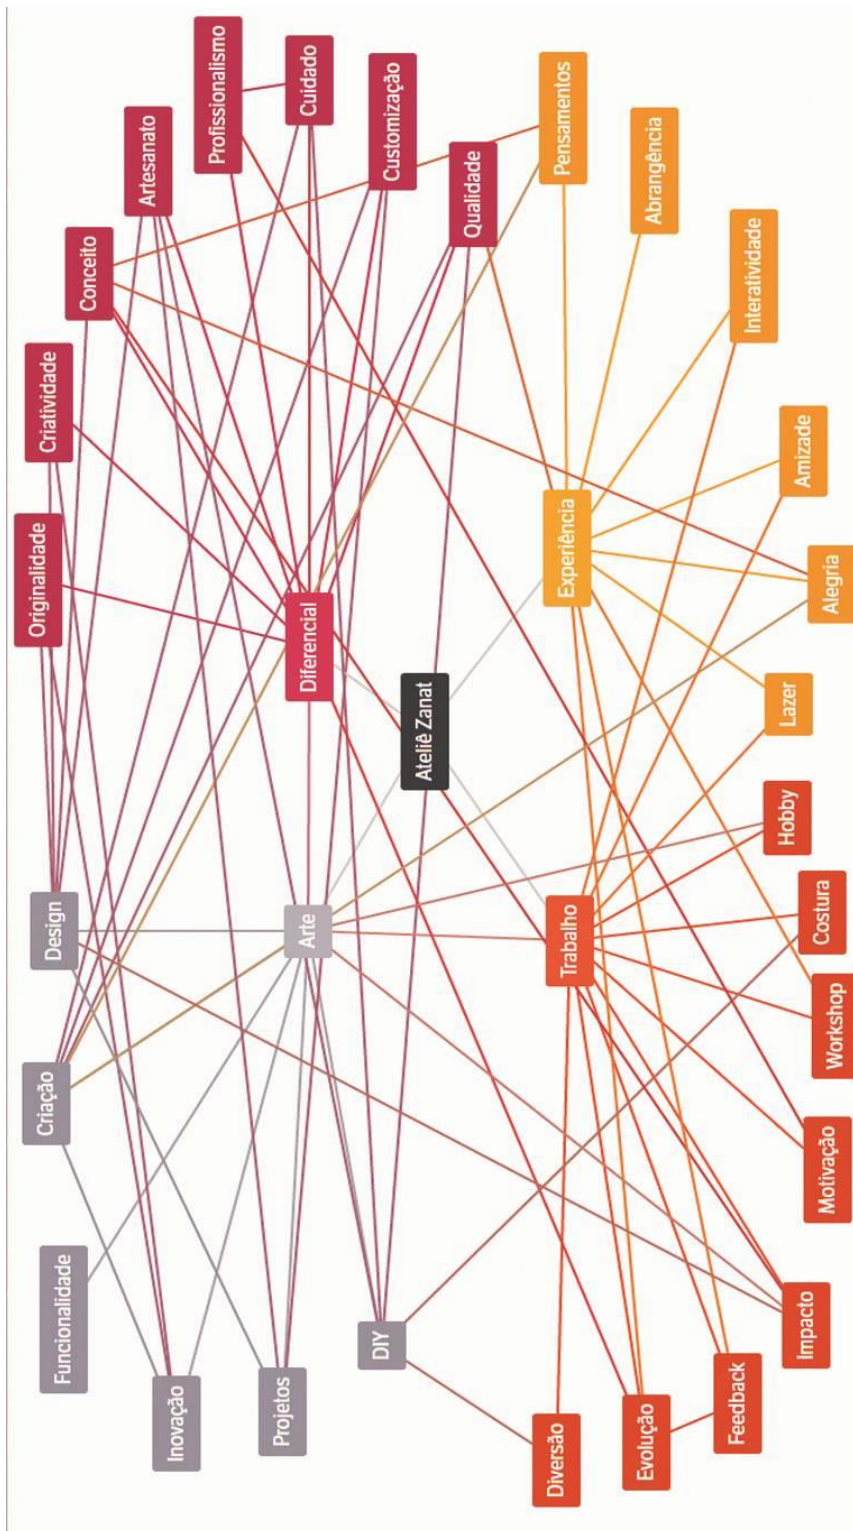 Funcionalidade
Criação
Design
Originalidade
Criatividade
Conceito
Artesanato
Profissionalismo
Inovação
Projetos
Arte
Diferencial
Cuidado
DIY
Ateliê Zanat
Customização
Qualidade
Diversão
Trabalho
Experiência
Pensamentos
Evolução
Abrangência
Feedback
Hobby
Lazer
Interatividade
Impacto
Motivação
Workshop
Costura
Alegria
Amizade